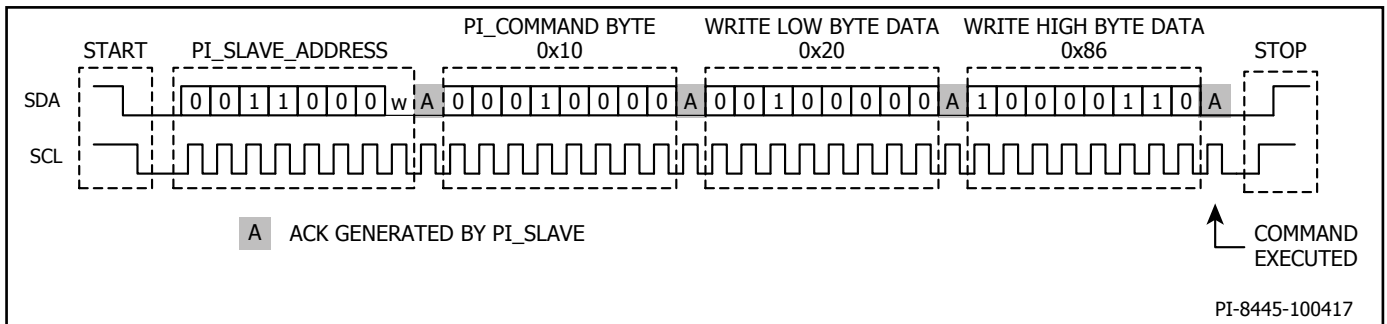 START PI_SLAVE_ADDRESS PI_COMMAND BYTE 0x10 WRITE LOW BYTE DATA 0x20 WRITE HIGH BYTE DATA 0x86 STOP
SDA 0 0 1 1 0 0 0 w A 0 0 0 1 0 0 0 0 A 0 0 1 0 0 0 0 0 A 1 0 0 0 0 1 1 0 A
SCL
A ACK GENERATED BY PI_SLAVE
COMMAND
EXECUTED
PI-8445-100417